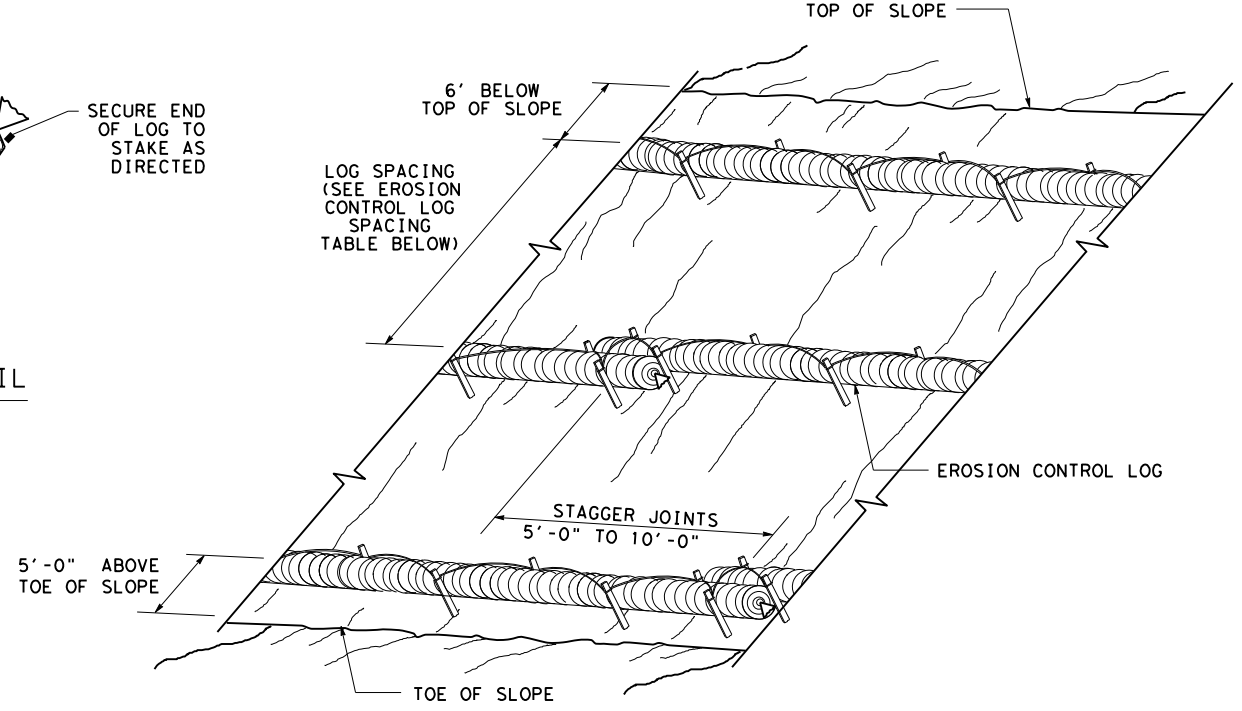 TOP OF SLOPE
6' BELOW
TOP OF SLOPE
SECURE END
OF LOG TO
STAKE AS
DIRECTED
LOG SPACING
(SEE EROSION
CONTROL LOG
SPACING
TABLE BELOW)
IL
EROSION CONTROL LOG
STAGGER JOINTS
5'-0" TO 10'-0"
5'-0" ABOVE
TOE OF SLOPE
TOE OF SLOPE